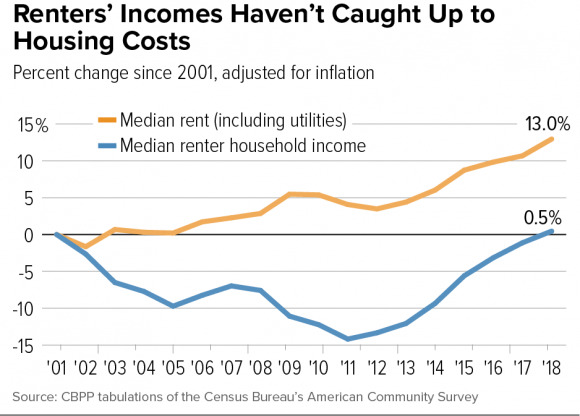 Renters' Incomes Haven't Caught Up to
Housing Costs
Percent change since 2001, adjusted for inflation
15%
Median rent (including utilities)
13.0%
Median renter household income
10
5
0.5%
0
-5
-10
-15
'01 '02 '03 '04 '05 '06 '07 '08 '09 '10 '11 '12 '13 '14 '15 '16 '17 '18
Source: CBPP tabulations of the Census Bureau's American Community Survey